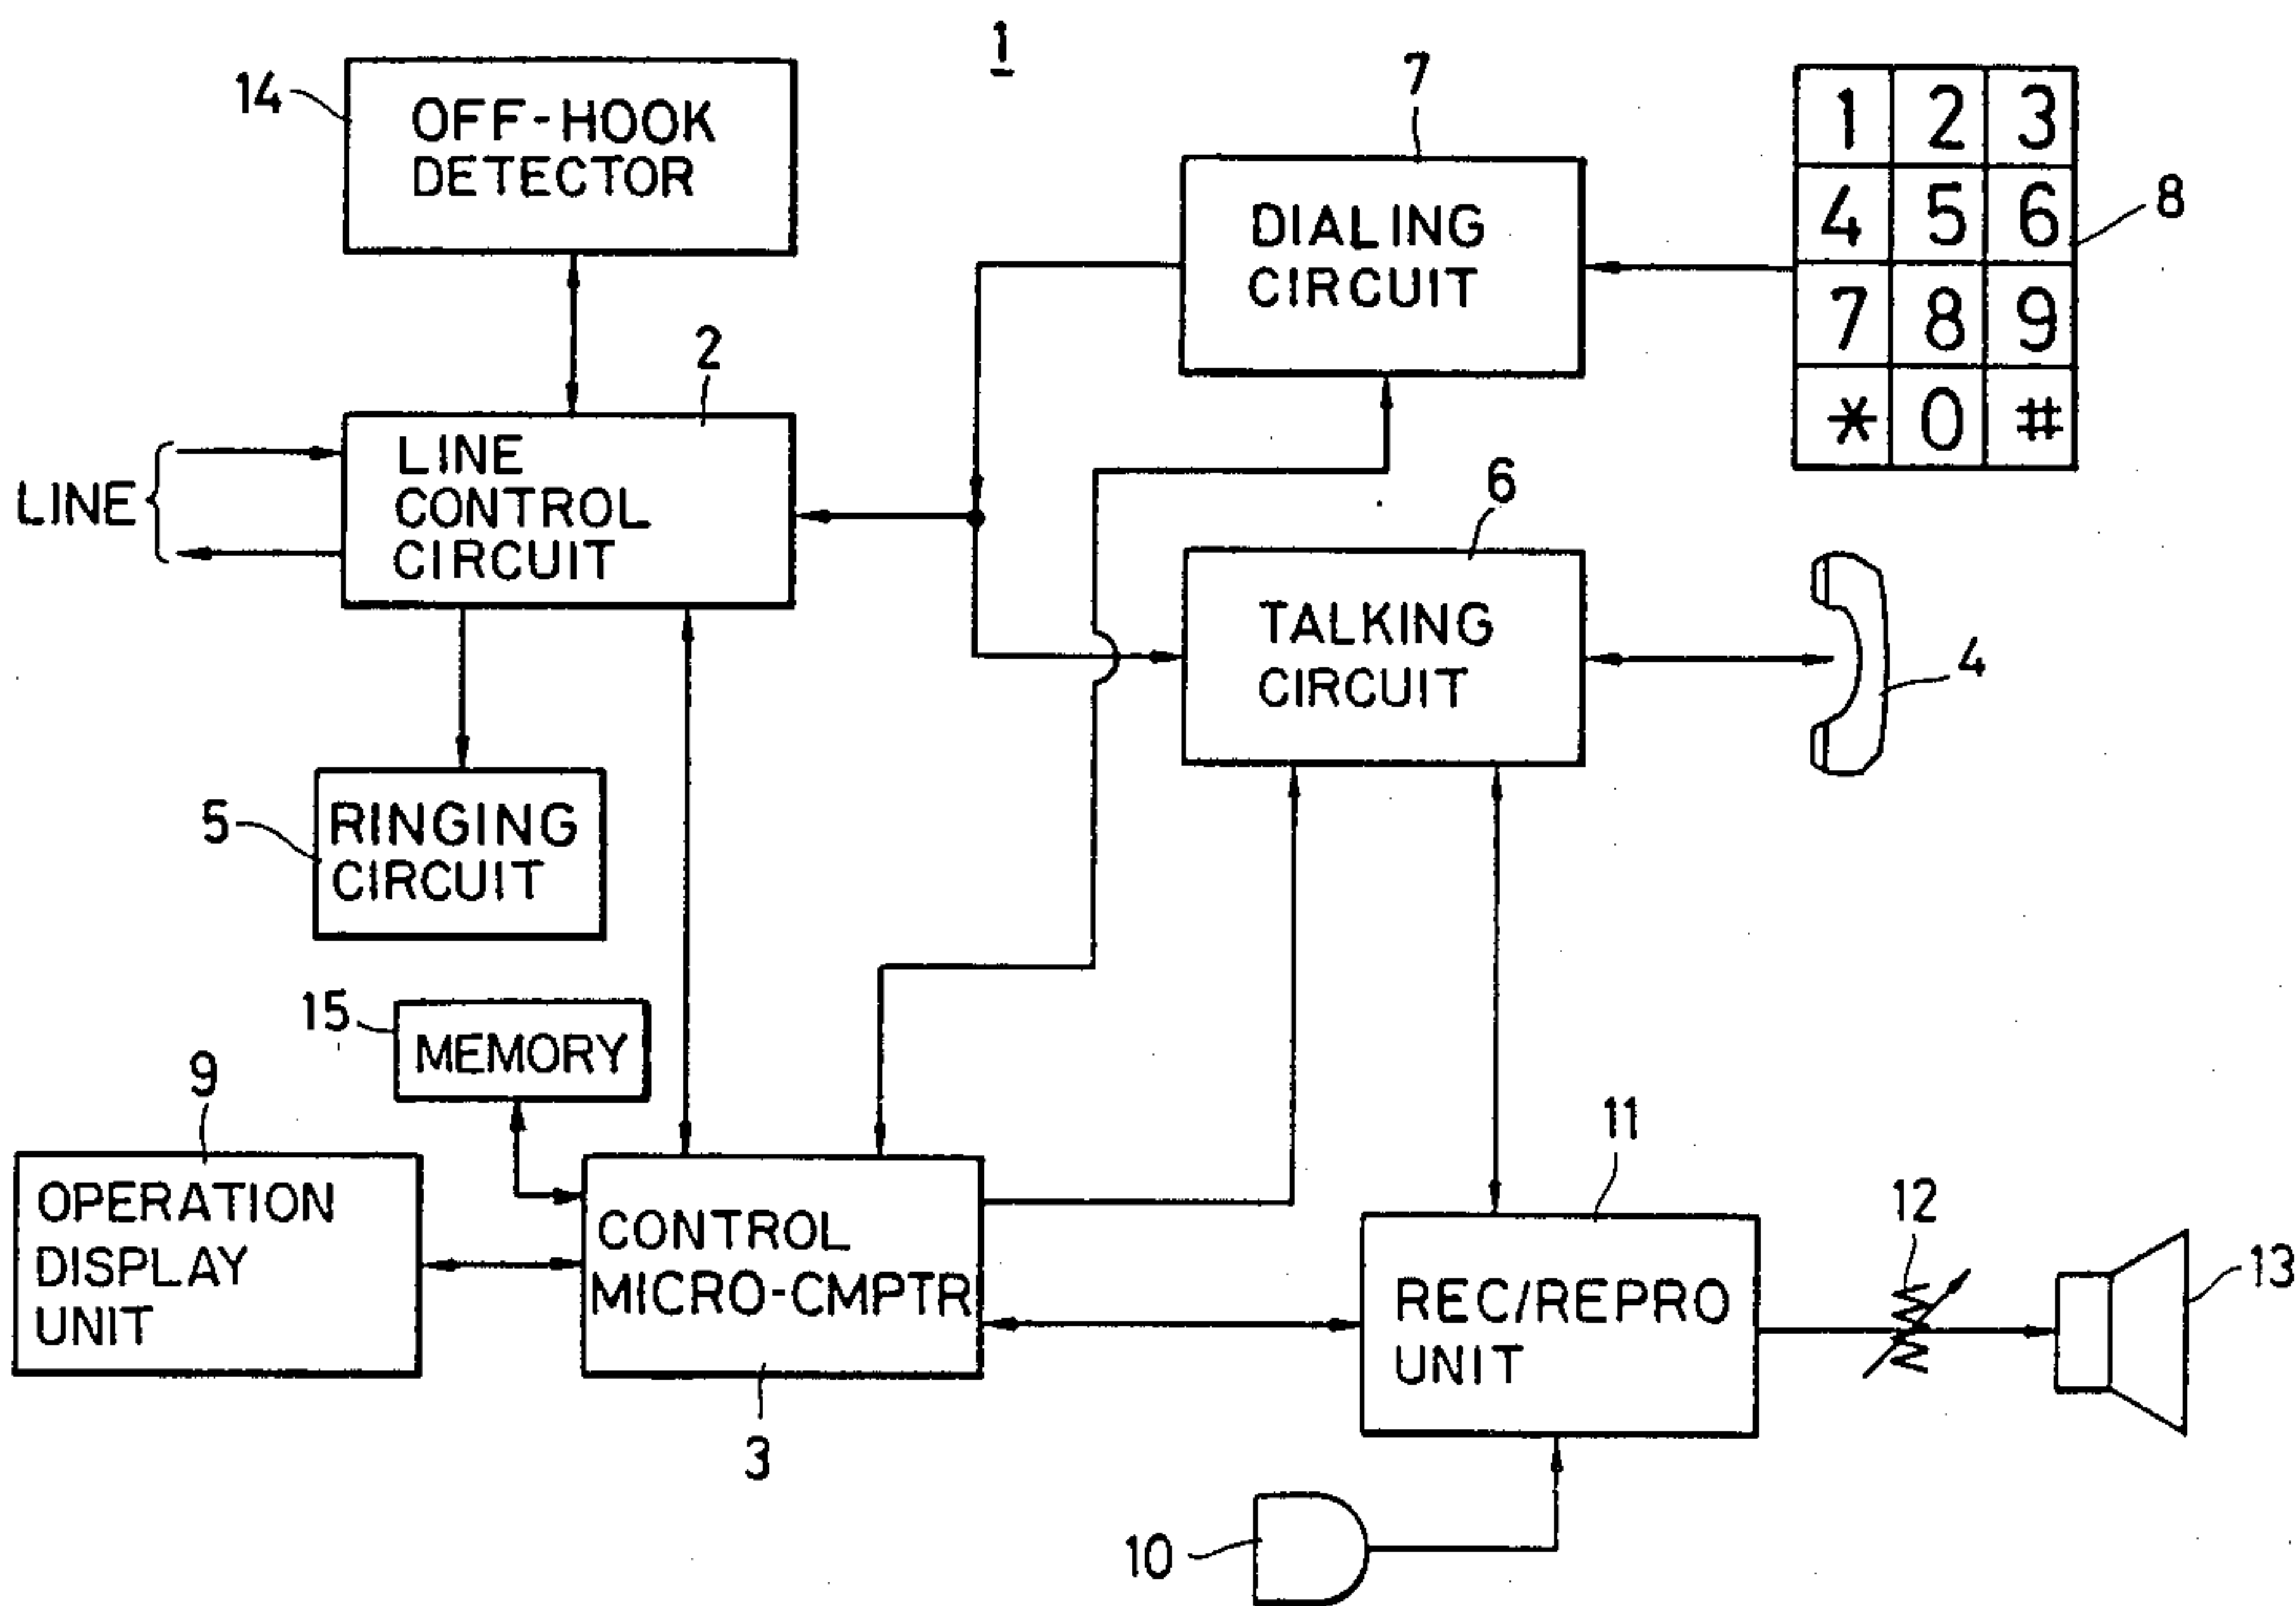 1
14
OFF-HOOK
DETECTOR
7
DIALING
CIRCUIT
1 2 3
4 5 6
7 8 9
* 0 #
8
2
LINE
LINE
CONTROL
CIRCUIT
6
TALKING
CIRCUIT
4
5
RINGING
CIRCUIT
15
MEMORY
9
OPERATION
DISPLAY
UNIT
CONTROL
MICRO-CMPTR
3
11
REC/REPRO
UNIT
12
13
10